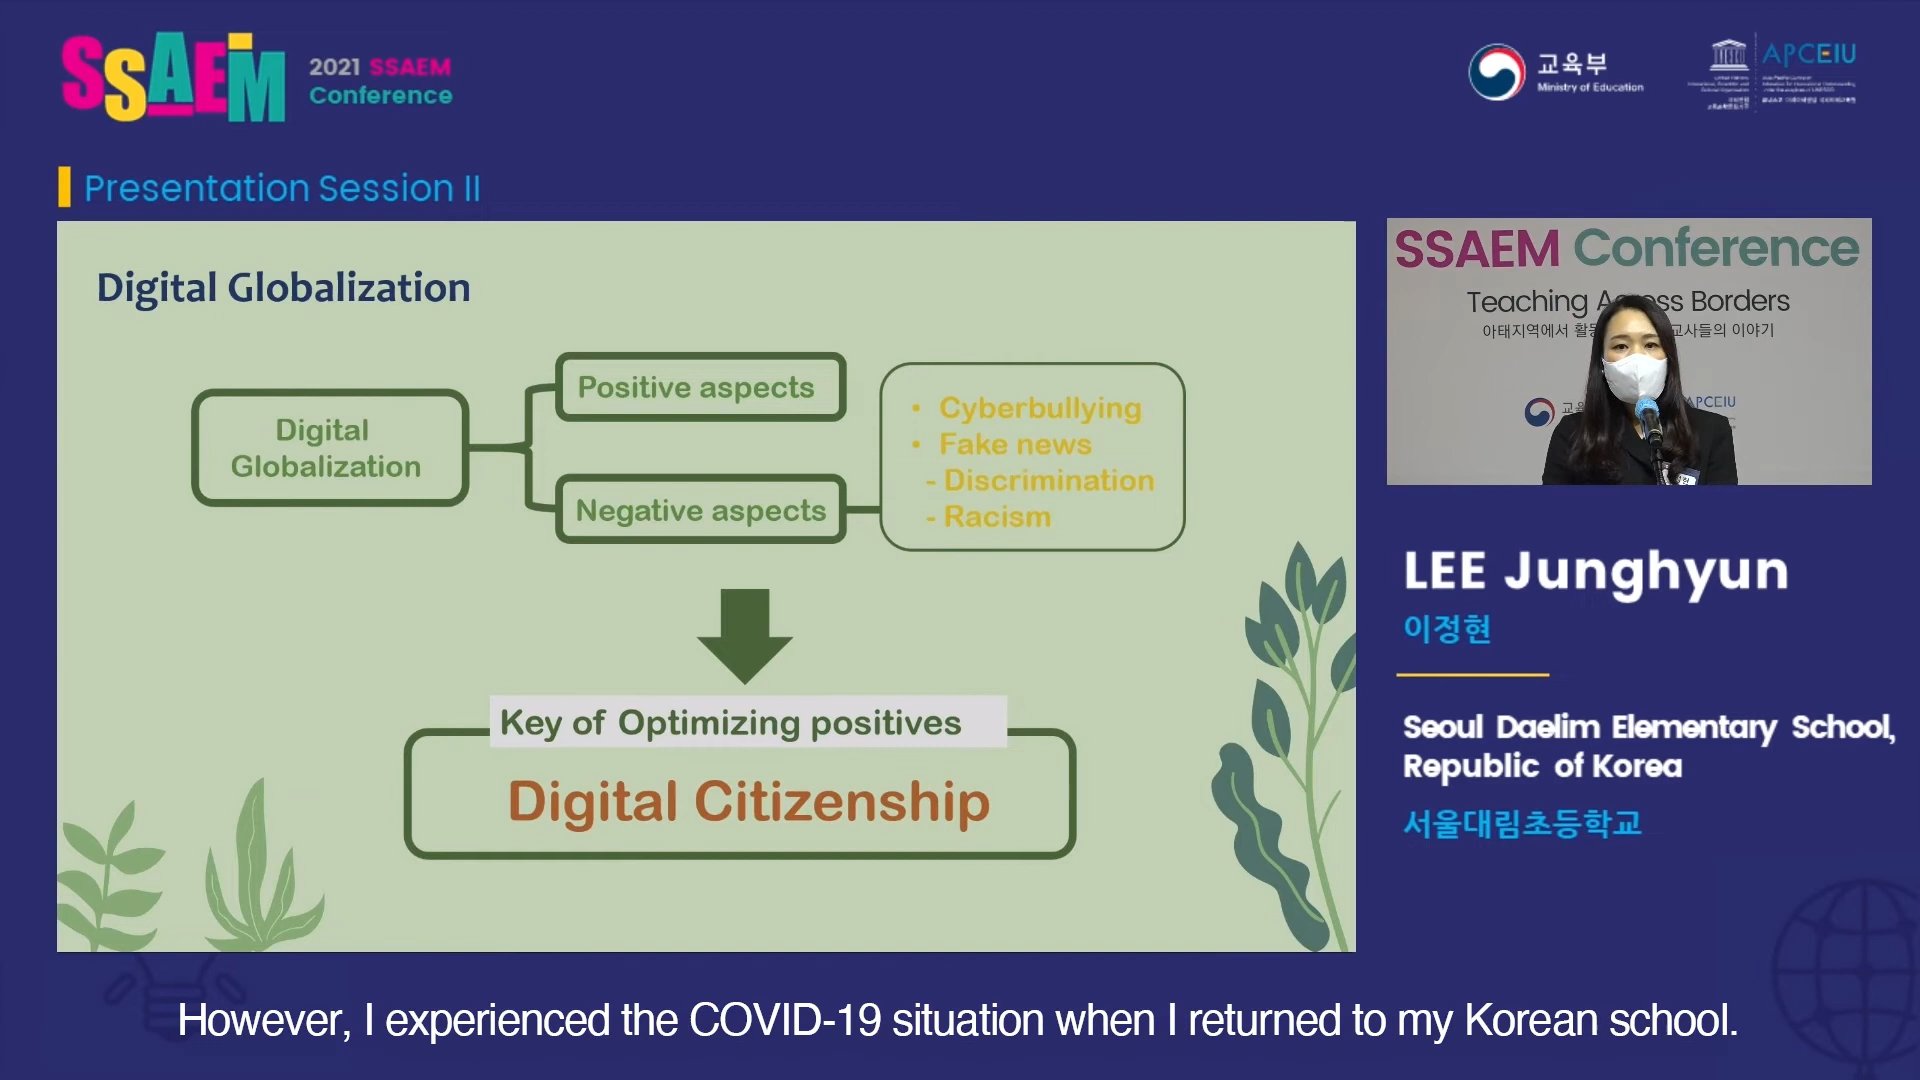 SSAEM
2021 SSAEM
Conference
교육부
Ministry of Education
APCEIU
Presentation Session II
Digital Globalization
Digital
Globalization
Positive aspects
Negative aspects
• Cyberbullying
• Fake news
- Discrimination
- Racism
Key of Optimizing positives
Digital Citizenship
SSAEM Conference
Teaching Across Borders
아태지역에서 교사들의 이야기
APCEIU
LEE Junghyun
이정현
Seoul Daelim Elementary School,
Republic of Korea
서울대림초등학교
However, I experienced the COVID-19 situation when I returned to my Korean school.